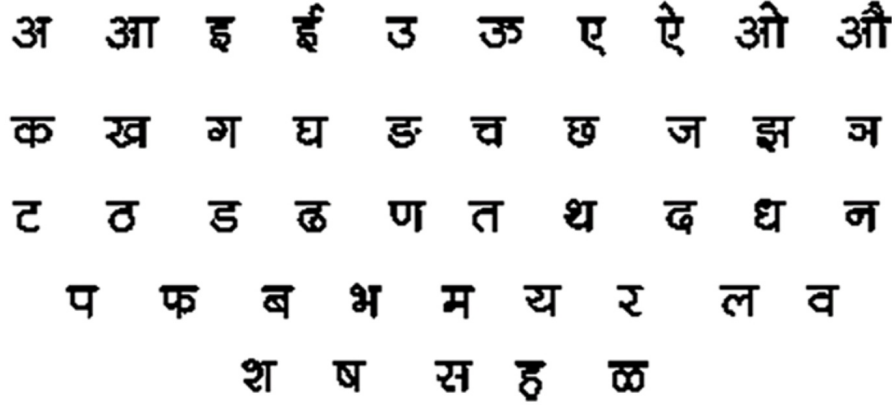 अ आ इ ई उ ऊ ए ऐ ओ औ
क ख ग घ ङ च छ ज झ ञ
ट ठ ड ढ ण त थ द ध न
प फ ब भ म य र ल व
श ष स ह ळ